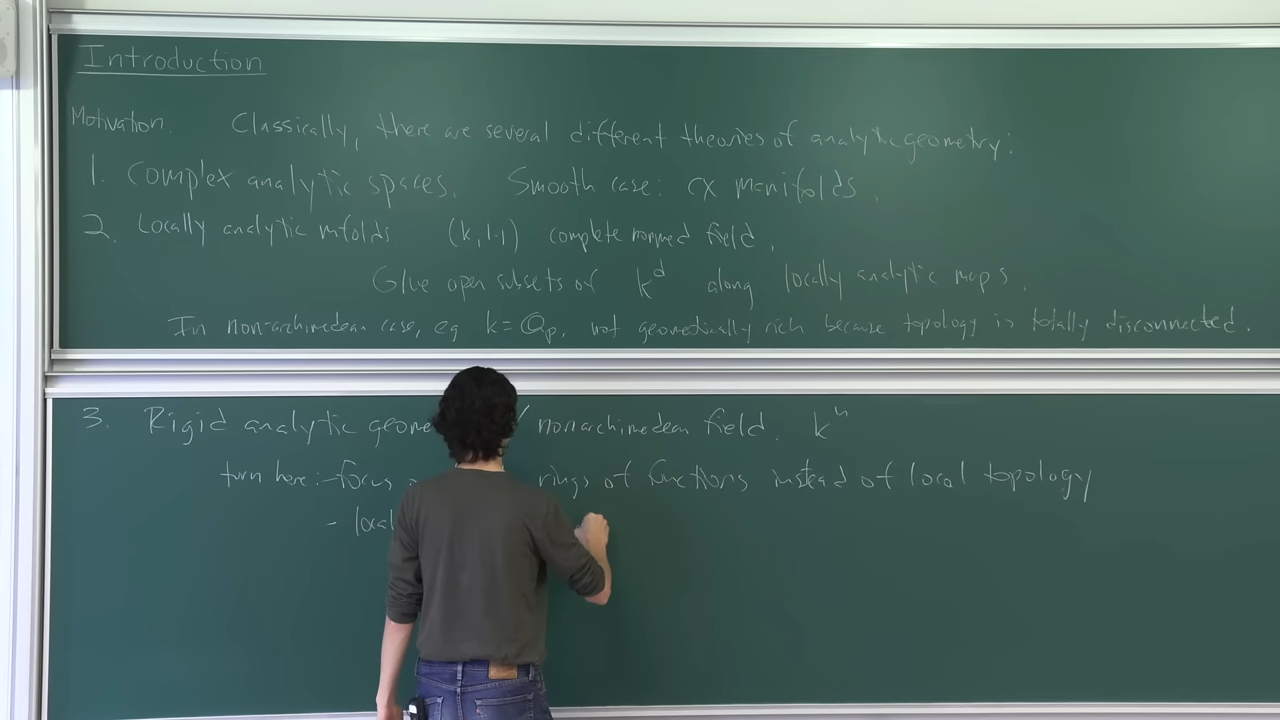 Introduction
Motivation. Classically, there are several different theories of analytic geometry:
1. Complex analytic spaces. Smooth case: cx manifolds.
2. Locally analytic mfolds. (k, |·|) complete normed field.
Glue open subsets of k^d along locally analytic maps.
In non-archimedean case, eg k = Q_p, not geometrically rich because topology is totally disconnected.
3. Rigid analytic geome / nonarchimedean field. k
turn here: - focus rings of functions instead of local topology
- local